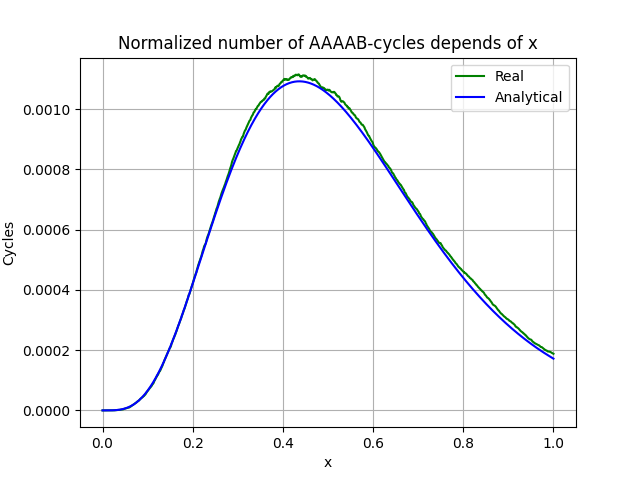 Normalized number of AAAAB-cycles depends of x
Real
Analytical
Cycles
0.0010
0.0008
0.0006
0.0004
0.0002
0.0000
0.0 0.2 0.4 0.6 0.8 1.0
x